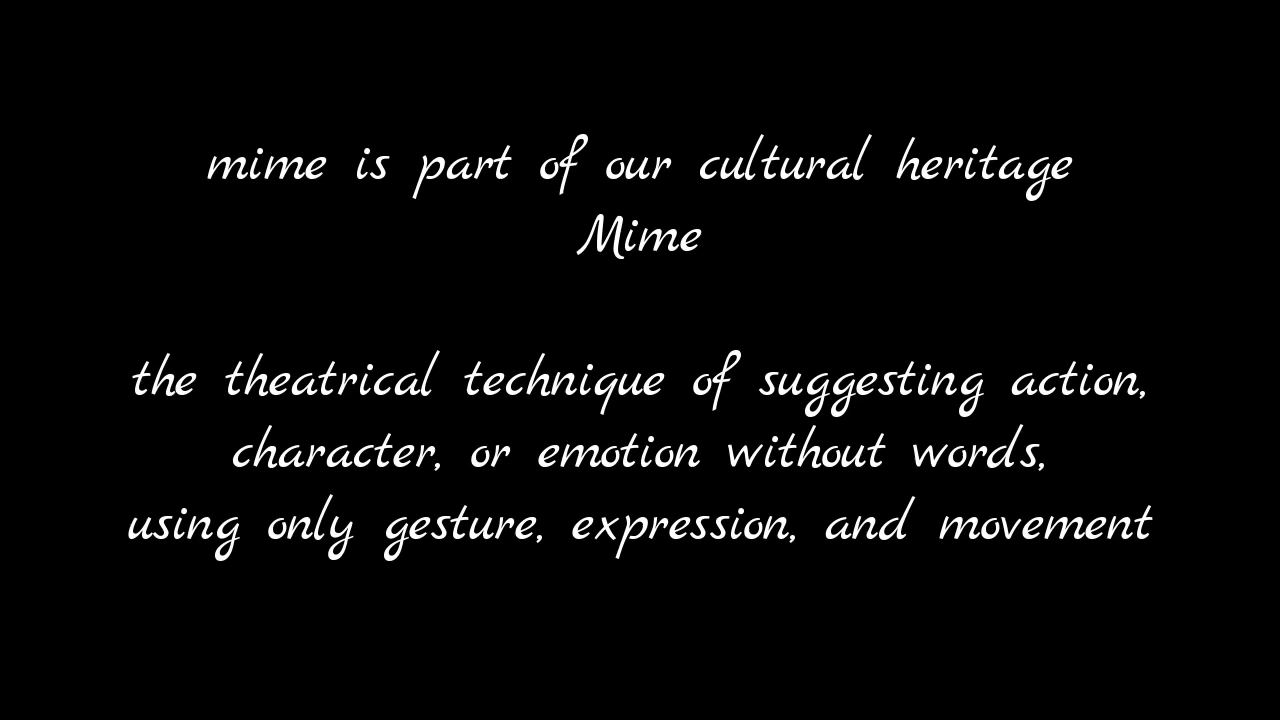 mime is part of our cultural heritage
Mime
the theatrical technique of suggesting action,
character, or emotion without words,
using only gesture, expression, and movement